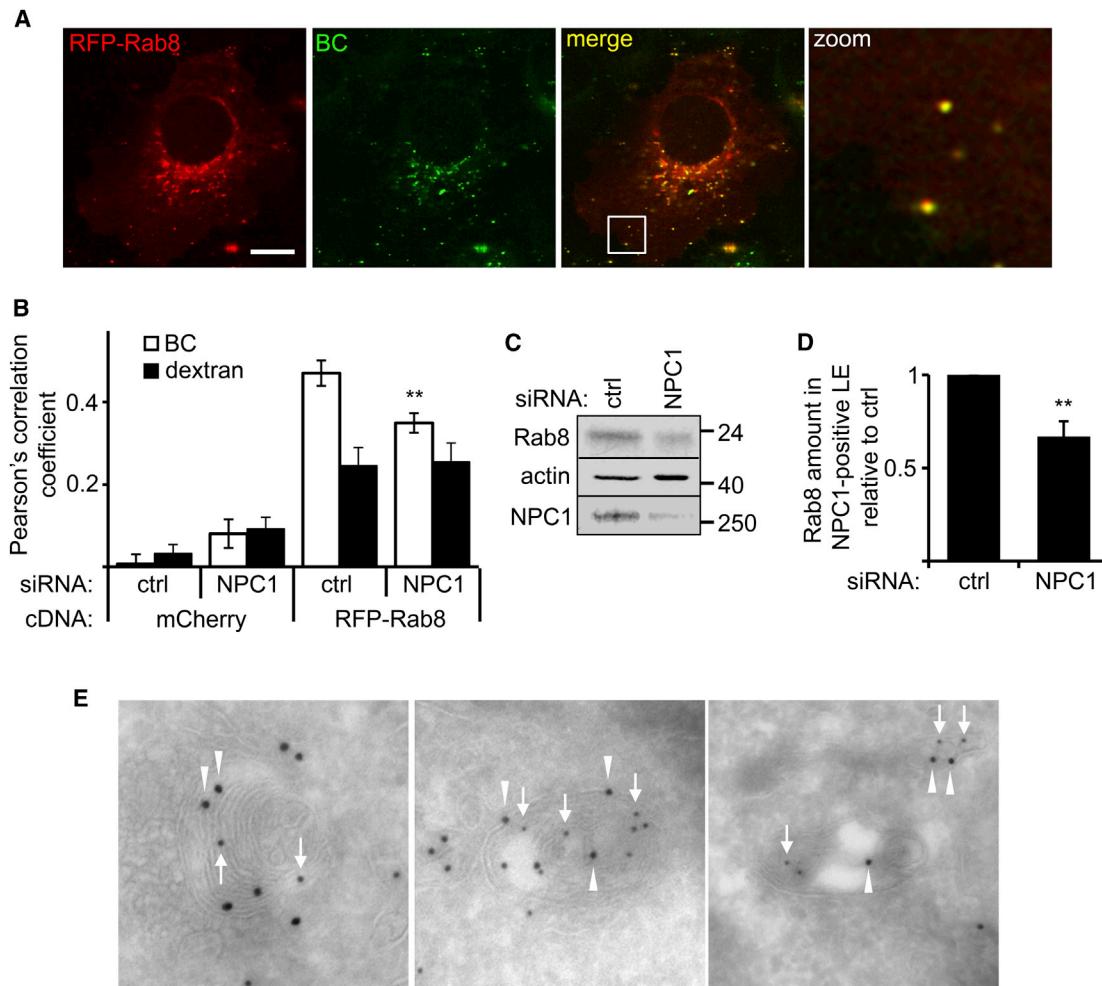 A
RFP-Rab8
BC
merge
zoom
B
BC
dextran
Pearson's correlation
coefficient
0.4
0.2
siRNA:
ctrl
NPC1
ctrl
NPC1
cDNA:
mCherry
RFP-Rab8
**
C
siRNA:
ctrl
NPC1
Rab8
24
actin
40
NPC1
250
D
Rab8 amount in
NPC1-positive LE
relative to ctrl
1
0.5
**
siRNA:
ctrl
NPC1
E